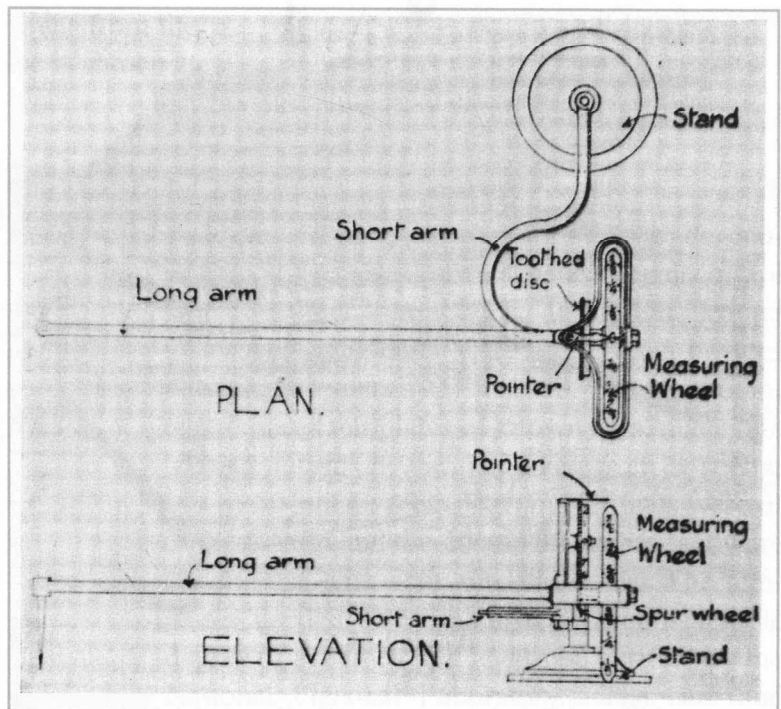 Stand
Short arm
Toothed
disc
Long arm
Pointer
Measuring
Wheel
PLAN.
Pointer
Measuring
Wheel
Long arm
Short arm
Spur wheel
ELEVATION.
Stand